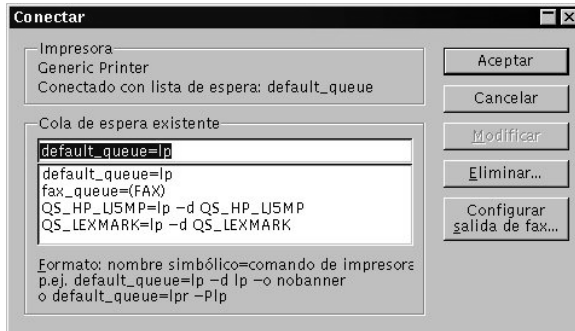 Conectar
Impresora
Generic Printer
Conectado con lista de espera: default_queue
Cola de espera existente
default_queue=lp
default_queue=lp
fax_queue=(FAX)
QS_HP_LJ5MP=lp -d QS_HP_LJ5MP
QS_LEXMARK=lp -d QS_LEXMARK
Formato: nombre simbólico=comando de impresora
p.ej. default_queue=lp -d lp -o nobanner
o default_queue=lpr -Plp
Aceptar
Cancelar
Modificar
Eliminar...
Configurar
salida de fax...